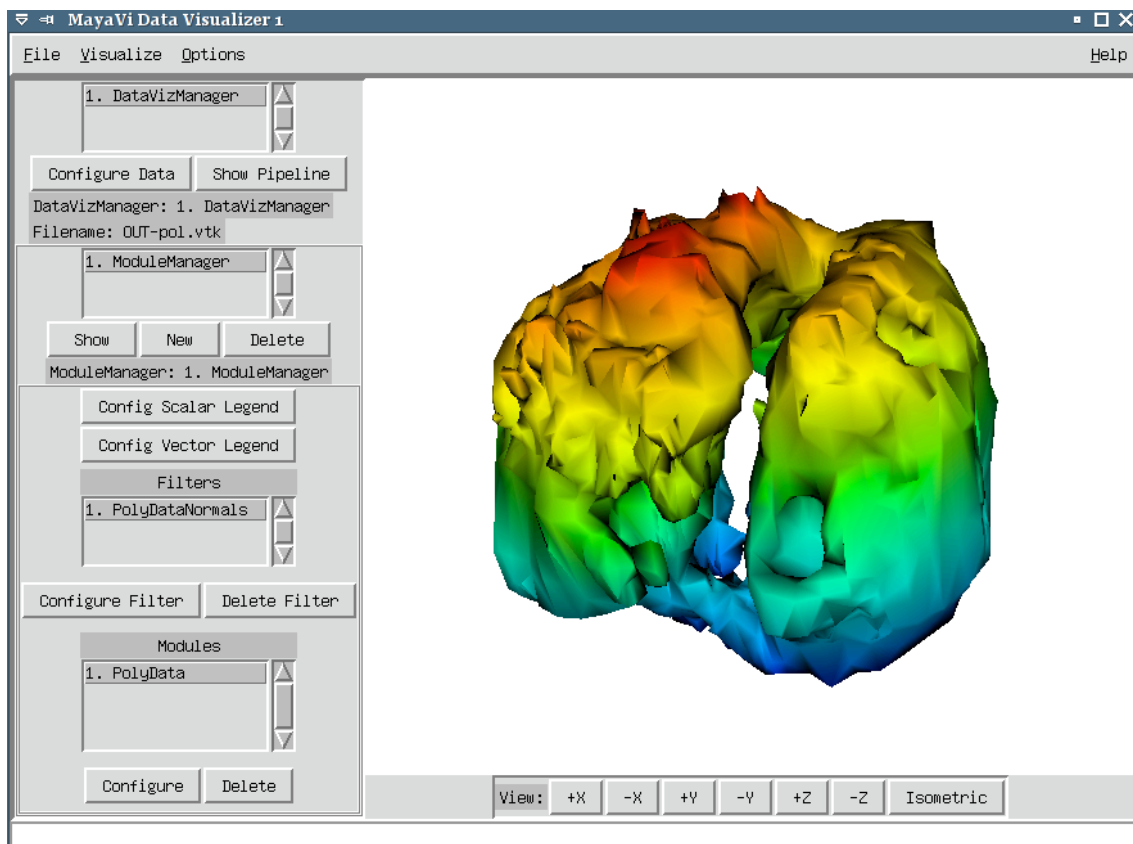 MayaVi Data Visualizer 1
File Visualize Options Help
1. DataVizManager
Configure Data Show Pipeline
DataVizManager: 1. DataVizManager
Filename: OUT-pol.vtk
1. ModuleManager
Show New Delete
ModuleManager: 1. ModuleManager
Config Scalar Legend
Config Vector Legend
Filters
1. PolyDataNormals
Configure Filter Delete Filter
Modules
1. PolyData
Configure Delete
View: +X -X +Y -Y +Z -Z Isometric